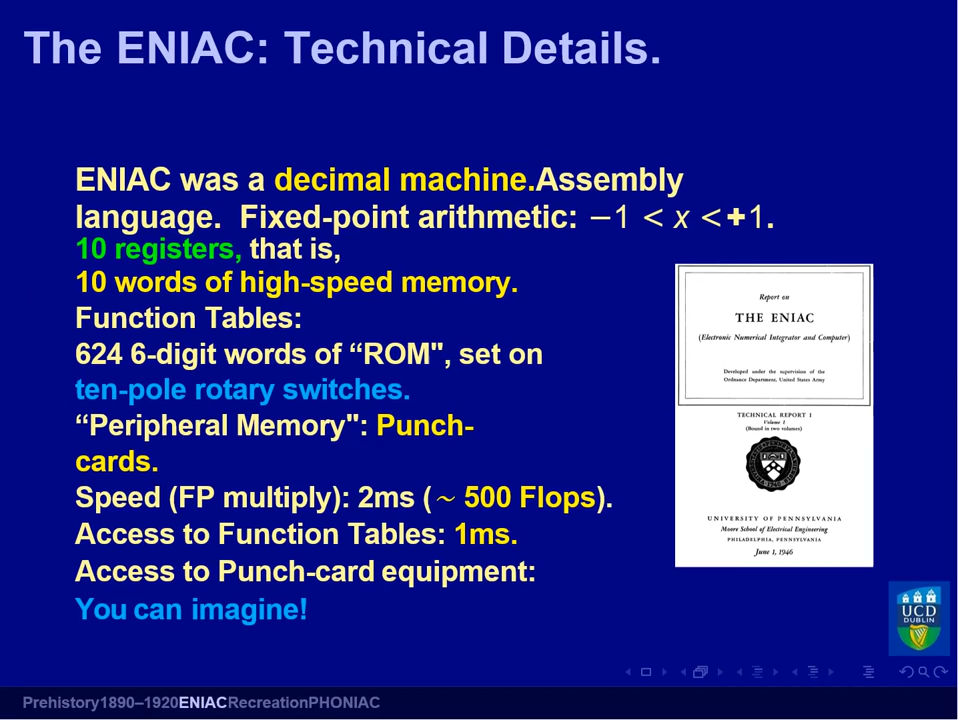 The ENIAC: Technical Details.
ENIAC was a decimal machine.Assembly
language. Fixed-point arithmetic: −1 < x <+1.
10 registers, that is,
10 words of high-speed memory.
Function Tables:
624 6-digit words of “ROM", set on
ten-pole rotary switches.
“Peripheral Memory": Punch-
cards.
Speed (FP multiply): 2ms (∼ 500 Flops).
Access to Function Tables: 1ms.
Access to Punch-card equipment:
You can imagine!
Report on
THE ENIAC
(Electronic Numerical Integrator and Computer)
Developed under the supervision of the
Ordnance Department, United States Army
TECHNICAL REPORT I
Volume I
(Bound in two volumes)
UNIVERSITY OF PENNSYLVANIA
Moore School of Electrical Engineering
PHILADELPHIA, PENNSYLVANIA
June 1, 1946
UCD
DUBLIN
Prehistory1890–1920ENIACRecreationPHONIAC